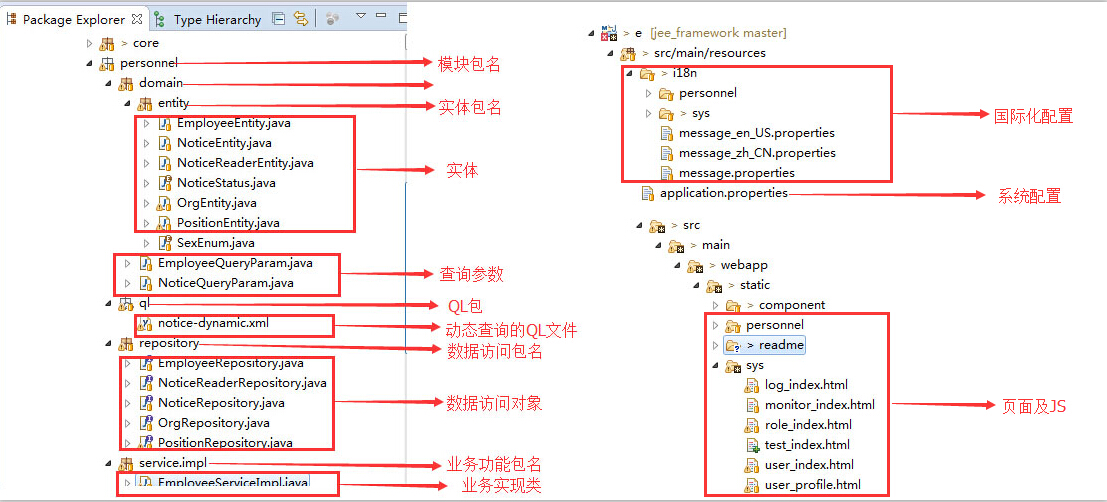 Package Explorer
Type Hierarchy
> core
personnel
模块包名
domain
entity
实体包名
EmployeeEntity.java
NoticeEntity.java
NoticeReaderEntity.java
NoticeStatus.java
OrgEntity.java
PositionEntity.java
实体
SexEnum.java
EmployeeQueryParam.java
NoticeQueryParam.java
查询参数
ql
QL包
notice-dynamic.xml
动态查询的QL文件
repository
数据访问包名
EmployeeRepository.java
NoticeReaderRepository.java
NoticeRepository.java
OrgRepository.java
PositionRepository.java
数据访问对象
service.impl
业务功能包名
EmployeeServiceImpl.java
业务实现类
> e [jee_framework master]
> src/main/resources
> i18n
personnel
> sys
message_en_US.properties
message_zh_CN.properties
message.properties
国际化配置
application.properties
系统配置
> src
> main
> webapp
> static
> component
personnel
> readme
sys
log_index.html
monitor_index.html
role_index.html
test_index.html
user_index.html
user_profile.html
页面及JS